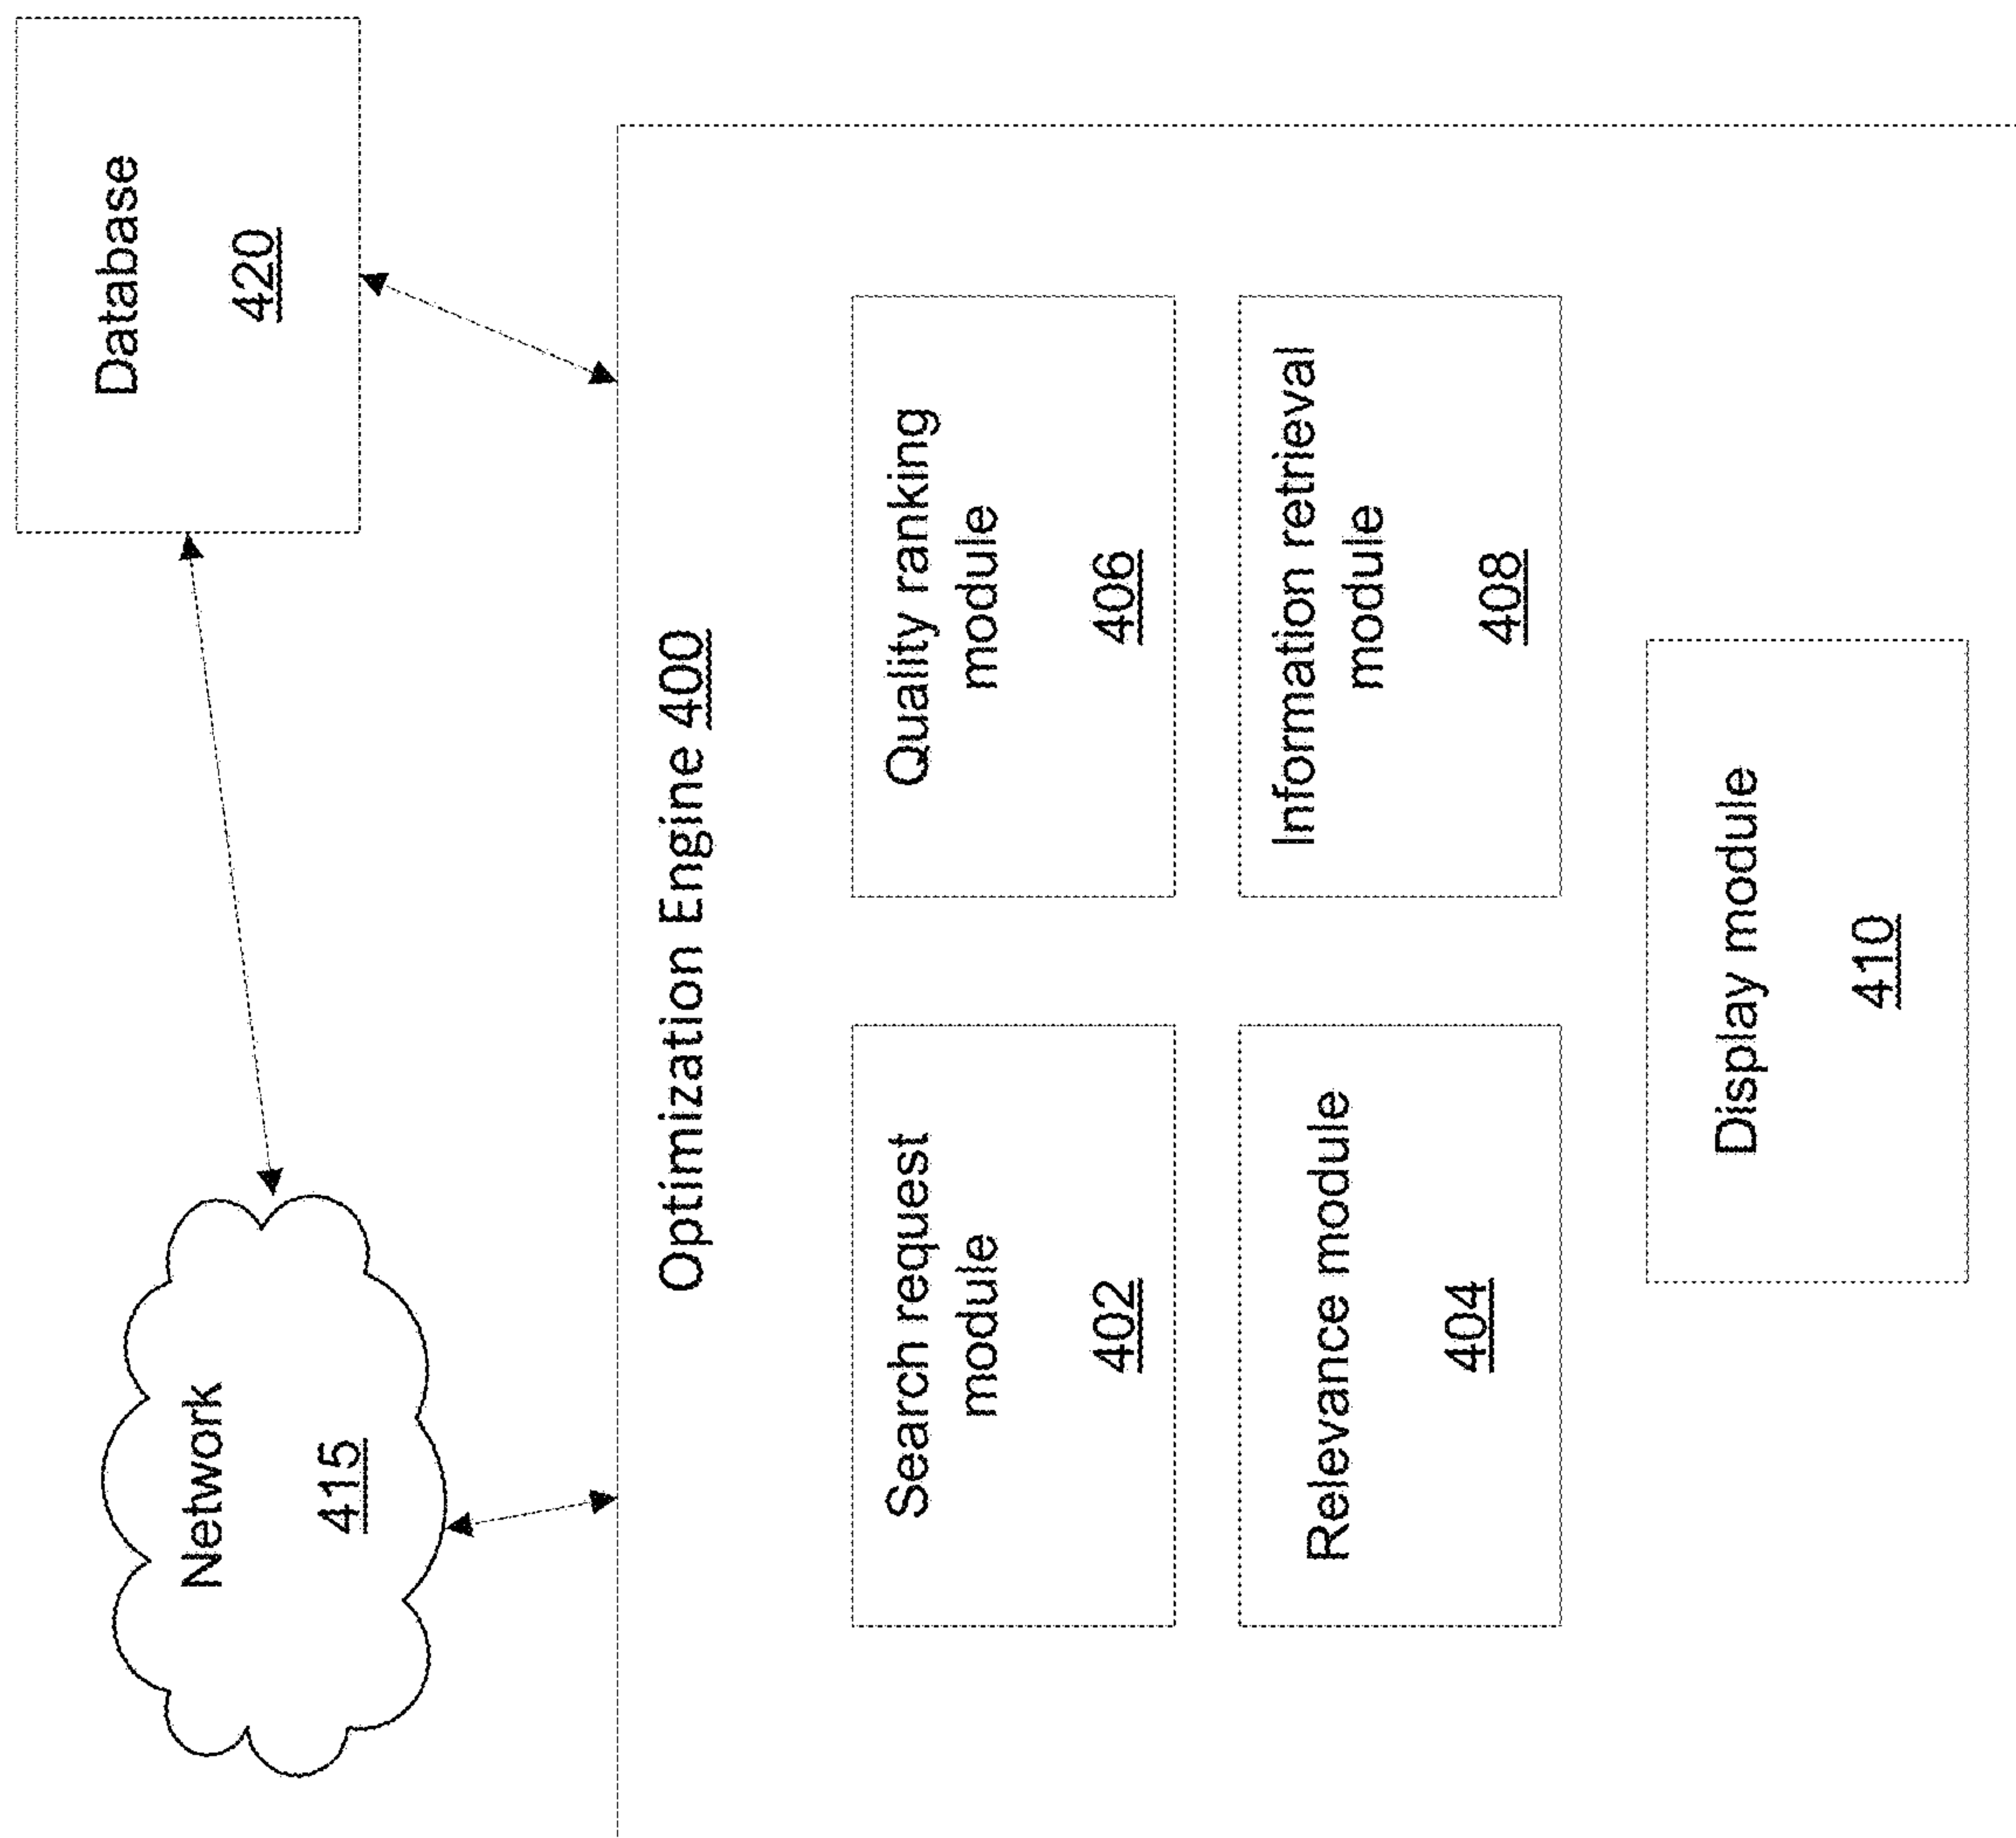 Network
415
Database
420
Optimization Engine 400
Search request
module
402
Quality ranking
module
406
Relevance module
404
Information retrieval
module
408
Display module
410